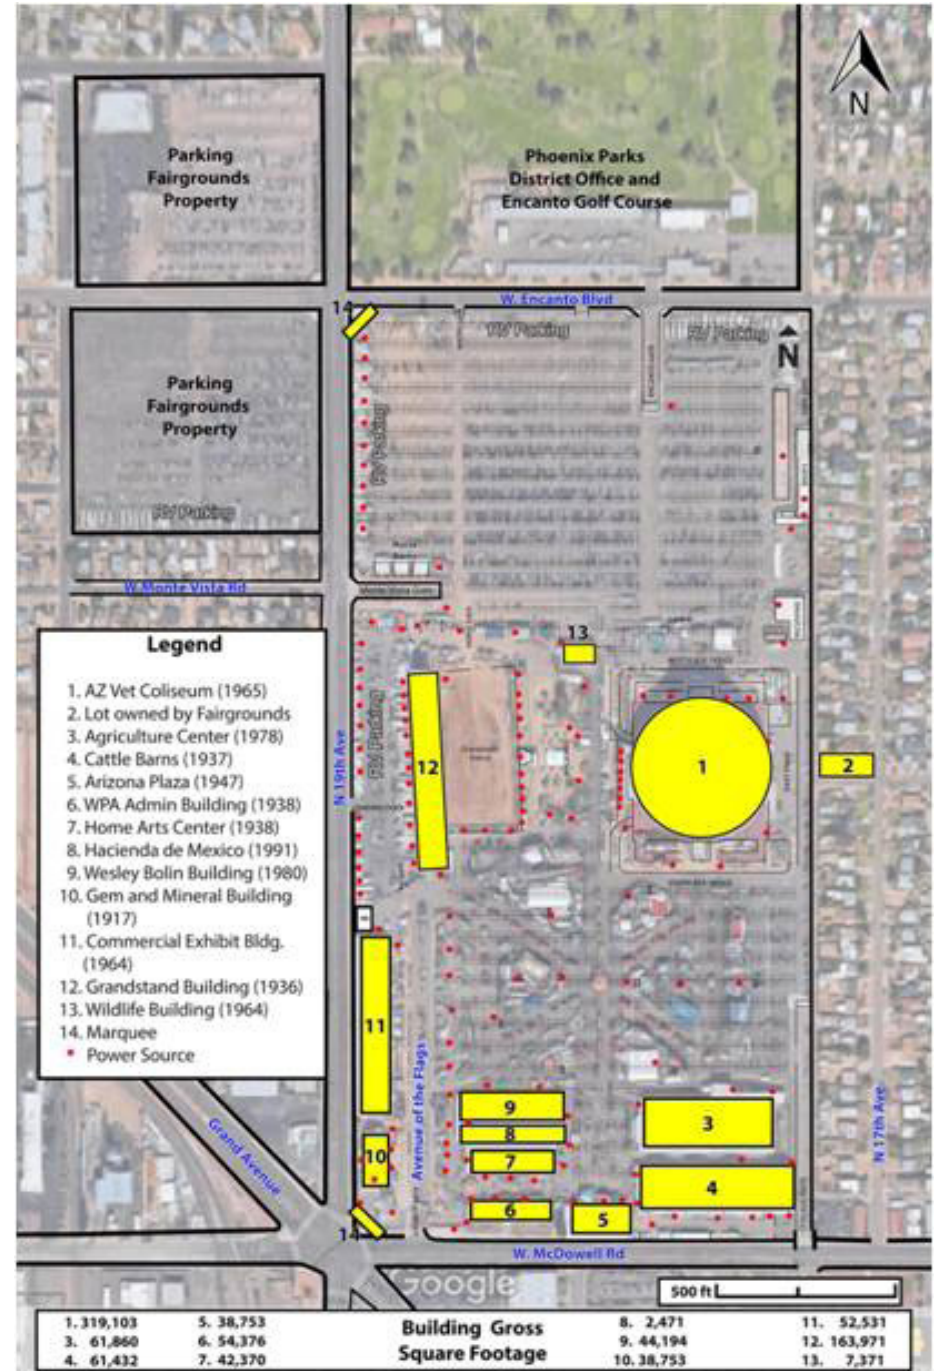 Parking
Fairgrounds
Property
Phoenix Parks
District Office and
Encanto Golf Course
N
W. Encanto Blvd
14
RV Parking
RV Parking
N
Parking
Fairgrounds
Property
RV Parking
RV Parking
W. Monte Vista Rd
Monte Vista Gate
13
Legend
1. AZ Vet Coliseum (1965)
2. Lot owned by Fairgrounds
3. Agriculture Center (1978)
4. Cattle Barns (1937)
5. Arizona Plaza (1947)
6. WPA Admin Building (1938)
7. Home Arts Center (1938)
8. Hacienda de Mexico (1991)
9. Wesley Bolin Building (1980)
10. Gem and Mineral Building
(1917)
11. Commercial Exhibit Bldg.
(1964)
12. Grandstand Building (1936)
13. Wildlife Building (1964)
14. Marquee
Power Source
N 19th Ave
RV Parking
12
1
2
11
Avenue of the Flags
9
8
7
6
10
3
4
5
14
N 17th Ave
Grand Avenue
W. McDowell Rd
Google
500 ft
1. 319,103
3. 61,860
4. 61,432
5. 38,753
6. 54,376
7. 42,370
Building Gross
Square Footage
8. 2,471
9. 44,194
10. 38,753
11. 52,531
12. 163,971
13. 7,371